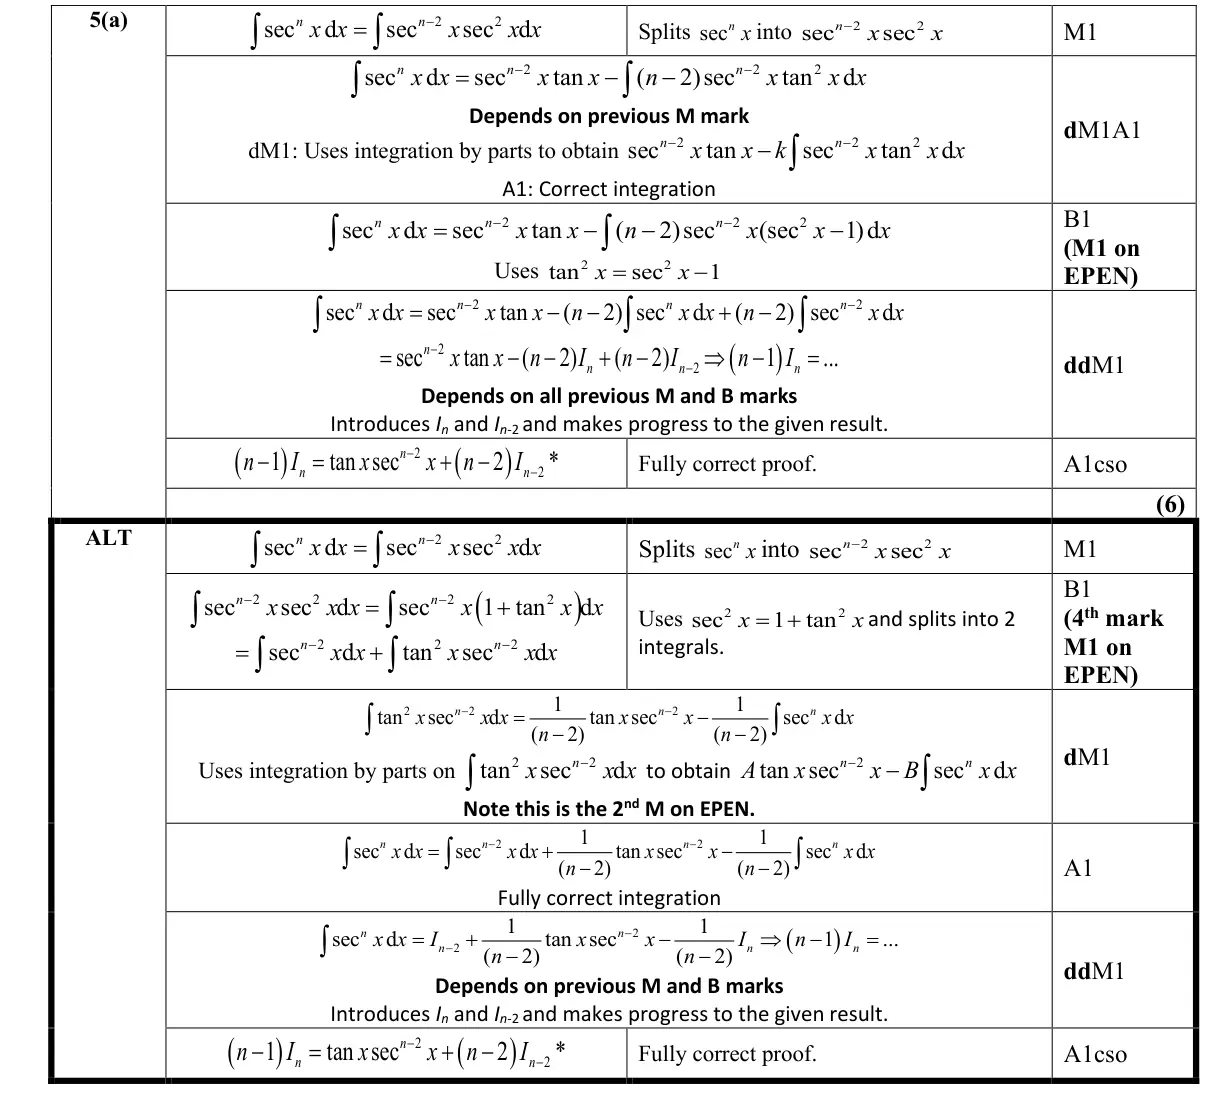 5(a)
∫ secⁿ x dx = ∫ secⁿ⁻² x sec² xdx
Splits secⁿ x into secⁿ⁻² x sec² x
M1
∫ secⁿ x dx = secⁿ⁻² x tan x − ∫ (n − 2) secⁿ⁻² x tan² x dx
Depends on previous M mark
dM1: Uses integration by parts to obtain secⁿ⁻² x tan x − k ∫ secⁿ⁻² x tan² x dx
A1: Correct integration
dM1A1
∫ secⁿ x dx = secⁿ⁻² x tan x − ∫ (n − 2) secⁿ⁻² x(sec² x − 1) dx
Uses tan² x = sec² x − 1
B1
(M1 on
EPEN)
∫ secⁿ x dx = secⁿ⁻² x tan x − (n − 2) ∫ secⁿ x dx + (n − 2) ∫ secⁿ⁻² x dx
= secⁿ⁻² x tan x − (n − 2)Iₙ + (n − 2)Iₙ₋₂ ⇒ (n − 1) Iₙ = ...
Depends on all previous M and B marks
Introduces Iₙ and Iₙ₋₂ and makes progress to the given result.
ddM1
(n − 1) Iₙ = tan x secⁿ⁻² x + (n − 2) Iₙ₋₂ *
Fully correct proof.
A1cso
(6)
ALT
∫ secⁿ x dx = ∫ secⁿ⁻² x sec² xdx
Splits secⁿ x into secⁿ⁻² x sec² x
M1
∫ secⁿ⁻² x sec² xdx = ∫ secⁿ⁻² x (1 + tan² x)dx
= ∫ secⁿ⁻² xdx + ∫ tan² x secⁿ⁻² xdx
Uses sec² x = 1 + tan² x and splits into 2
integrals.
B1
(4ᵗʰ mark
M1 on
EPEN)
∫ tan² x secⁿ⁻² xdx = 1/(n − 2) tan x secⁿ⁻² x − 1/(n − 2) ∫ secⁿ x dx
Uses integration by parts on ∫ tan² x secⁿ⁻² xdx to obtain A tan x secⁿ⁻² x − B ∫ secⁿ x dx
Note this is the 2ⁿᵈ M on EPEN.
dM1
∫ secⁿ x dx = ∫ secⁿ⁻² x dx + 1/(n − 2) tan x secⁿ⁻² x − 1/(n − 2) ∫ secⁿ x dx
Fully correct integration
A1
∫ secⁿ x dx = Iₙ₋₂ + 1/(n − 2) tan x secⁿ⁻² x − 1/(n − 2) Iₙ ⇒ (n − 1) Iₙ = ...
Depends on previous M and B marks
Introduces Iₙ and Iₙ₋₂ and makes progress to the given result.
ddM1
(n − 1) Iₙ = tan x secⁿ⁻² x + (n − 2) Iₙ₋₂ *
Fully correct proof.
A1cso